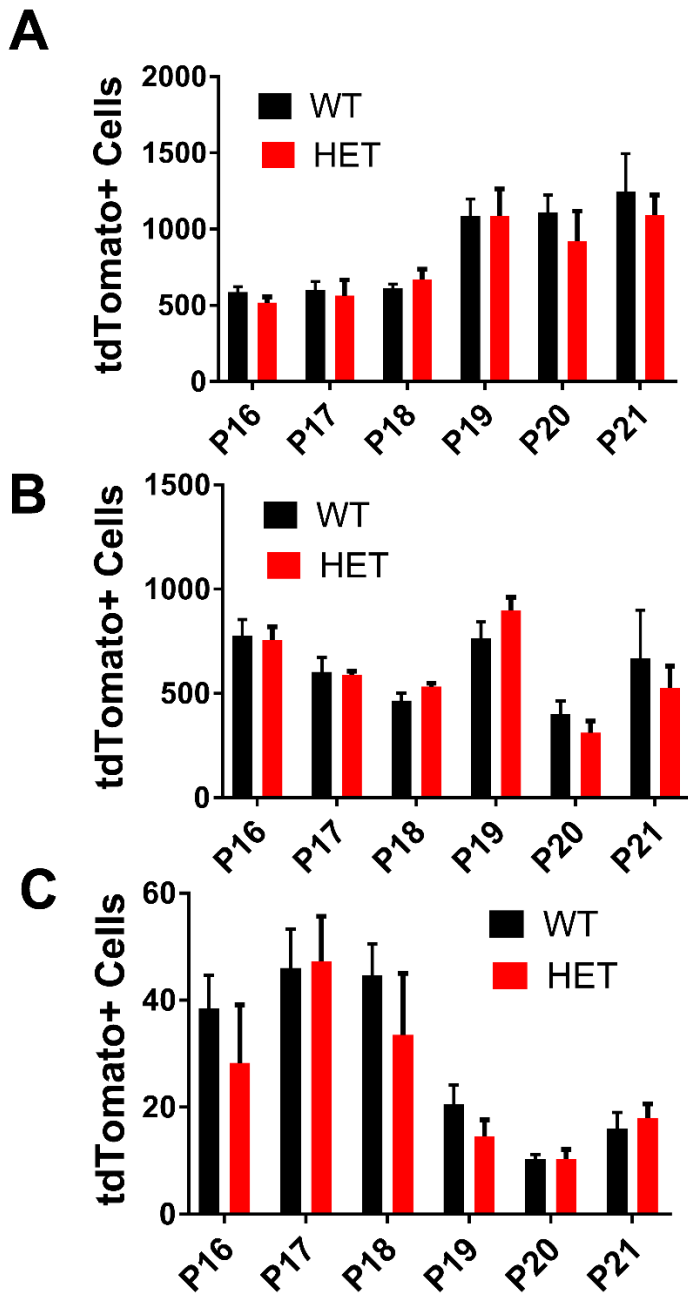 A
tdTomato+ Cells
2000
1500
1000
500
0
WT
HET
P16 P17 P18 P19 P20 P21
B
tdTomato+ Cells
1500
1000
500
0
WT
HET
P16 P17 P18 P19 P20 P21
C
tdTomato+ Cells
60
40
20
0
WT
HET
P16 P17 P18 P19 P20 P21